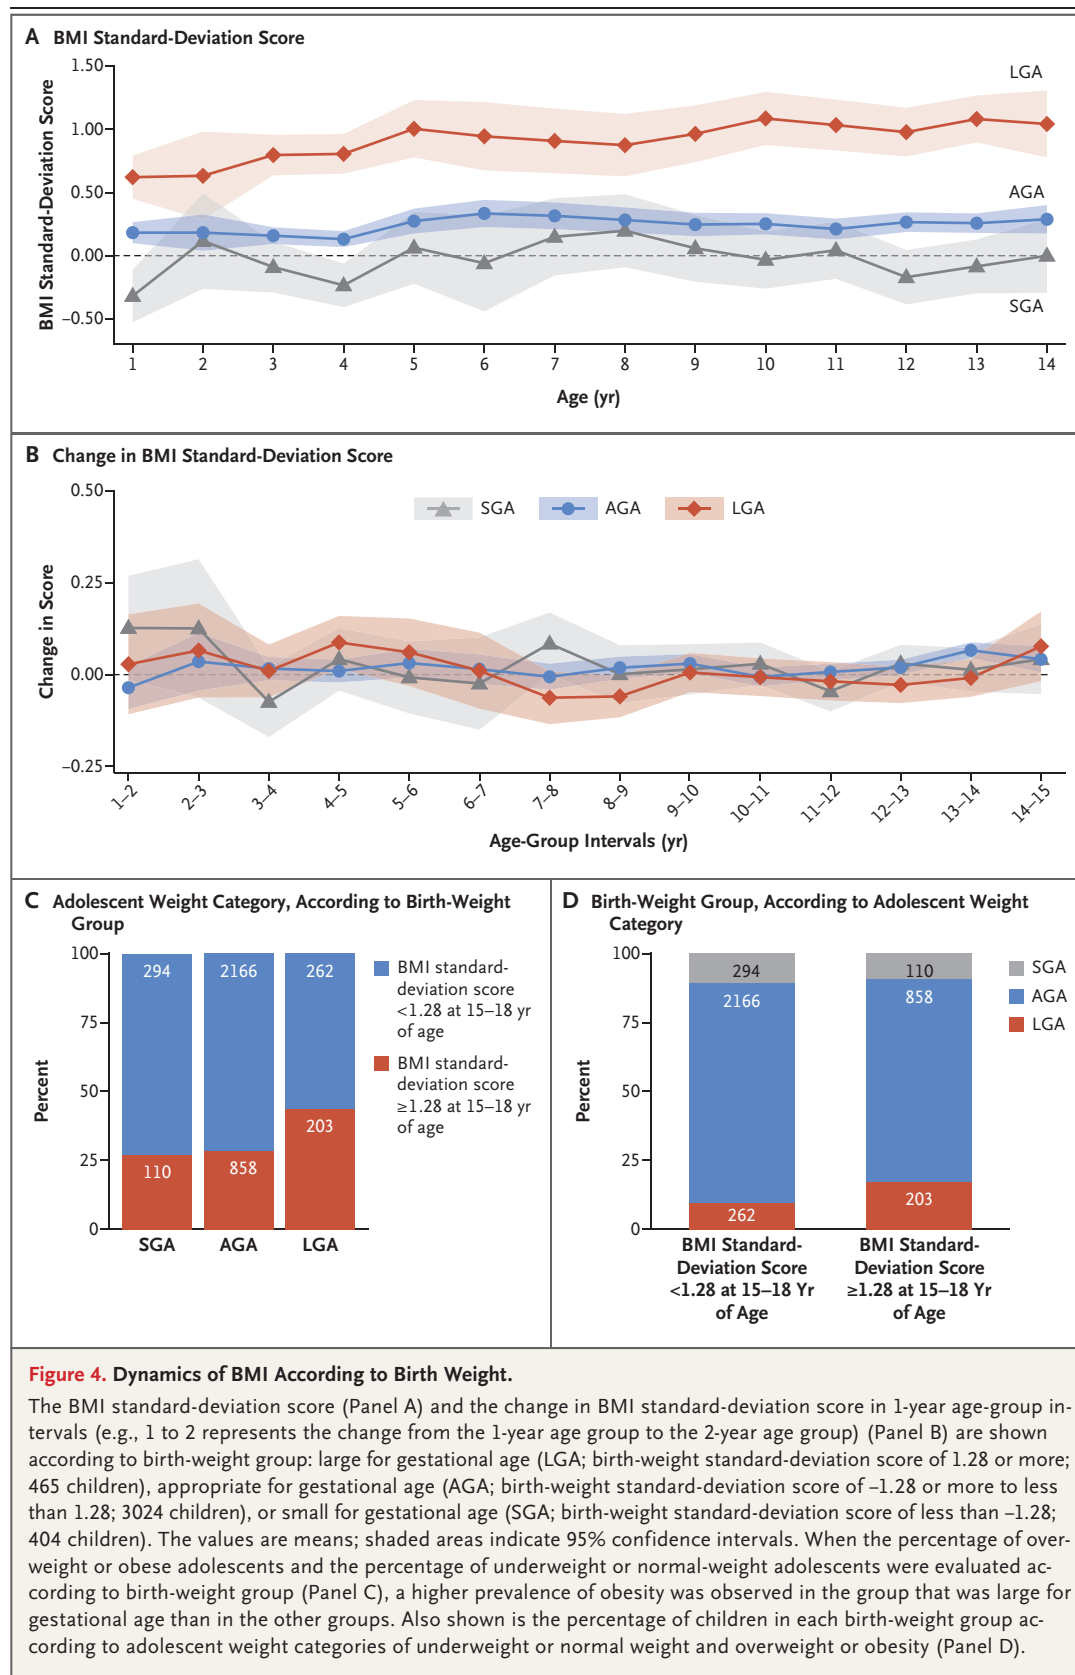 A BMI Standard-Deviation Score
1.50
1.00
0.50
0.00
–0.50
BMI Standard-Deviation Score
LGA
AGA
SGA
1 2 3 4 5 6 7 8 9 10 11 12 13 14
Age (yr)
B Change in BMI Standard-Deviation Score
0.50
0.25
0.00
–0.25
Change in Score
SGA AGA LGA
1–2 2–3 3–4 4–5 5–6 6–7 7–8 8–9 9–10 10–11 11–12 12–13 13–14 14–15
Age-Group Intervals (yr)
C Adolescent Weight Category, According to Birth-Weight
Group
100
75
50
25
0
Percent
294 2166 262
110 858 203
SGA AGA LGA
BMI standard-
deviation score
<1.28 at 15–18 yr
of age
BMI standard-
deviation score
≥1.28 at 15–18 yr
of age
D Birth-Weight Group, According to Adolescent Weight
Category
100
75
50
25
0
Percent
294 110
2166 858
262 203
SGA
AGA
LGA
BMI Standard-
Deviation Score
<1.28 at 15–18 Yr
of Age
BMI Standard-
Deviation Score
≥1.28 at 15–18 Yr
of Age
Figure 4. Dynamics of BMI According to Birth Weight.
The BMI standard-deviation score (Panel A) and the change in BMI standard-deviation score in 1-year age-group in-
tervals (e.g., 1 to 2 represents the change from the 1-year age group to the 2-year age group) (Panel B) are shown
according to birth-weight group: large for gestational age (LGA; birth-weight standard-deviation score of 1.28 or more;
465 children), appropriate for gestational age (AGA; birth-weight standard-deviation score of –1.28 or more to less
than 1.28; 3024 children), or small for gestational age (SGA; birth-weight standard-deviation score of less than –1.28;
404 children). The values are means; shaded areas indicate 95% confidence intervals. When the percentage of over-
weight or obese adolescents and the percentage of underweight or normal-weight adolescents were evaluated ac-
cording to birth-weight group (Panel C), a higher prevalence of obesity was observed in the group that was large for
gestational age than in the other groups. Also shown is the percentage of children in each birth-weight group ac-
cording to adolescent weight categories of underweight or normal weight and overweight or obesity (Panel D).